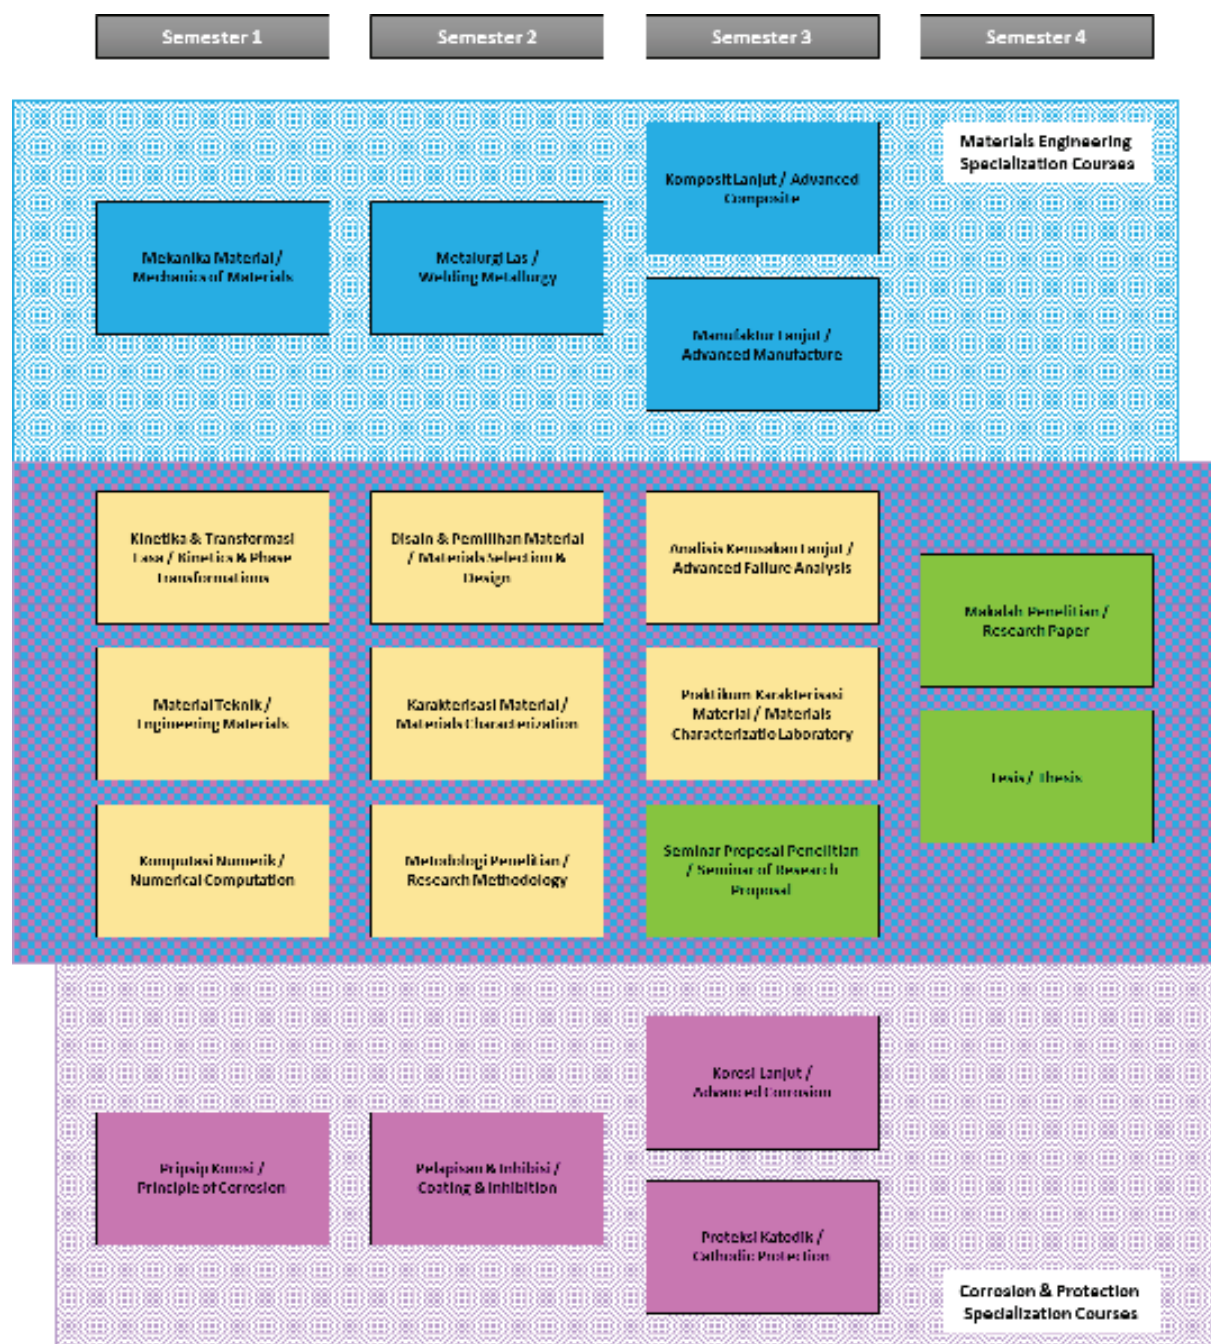 Semester 1
Semester 2
Semester 3
Semester 4
Materials Engineering
Specialization Courses
Komposit Lanjut / Advanced
Composite
Mekanika Material /
Mechanics of Materials
Metalurgi Las /
Welding Metallurgy
Manufaktur Lanjut /
Advanced Manufacture
Kinetika & Transformasi
Fasa / Kinetics & Phase
Transformations
Disain & Pemilihan Material
/ Materials Selection &
Design
Analisis Kerusakan Lanjut /
Advanced Failure Analysis
Makalah Penelitian /
Research Paper
Material Teknik /
Engineering Materials
Karakterisasi Material /
Materials Characterization
Praktikum Karakterisasi
Material / Materials
Characterizatio Laboratory
Tesis / Thesis
Komputasi Numerik /
Numerical Computation
Metodologi Penelitian /
Research Methodology
Seminar Proposal Penelitian
/ Seminar of Research
Proposal
Korosi Lanjut /
Advanced Corrosion
Pripsip Korosi /
Principle of Corrosion
Pelapisan & Inhibisi /
Coating & Inhibition
Proteksi Katodik /
Cathodic Protection
Corrosion & Protection
Specialization Courses